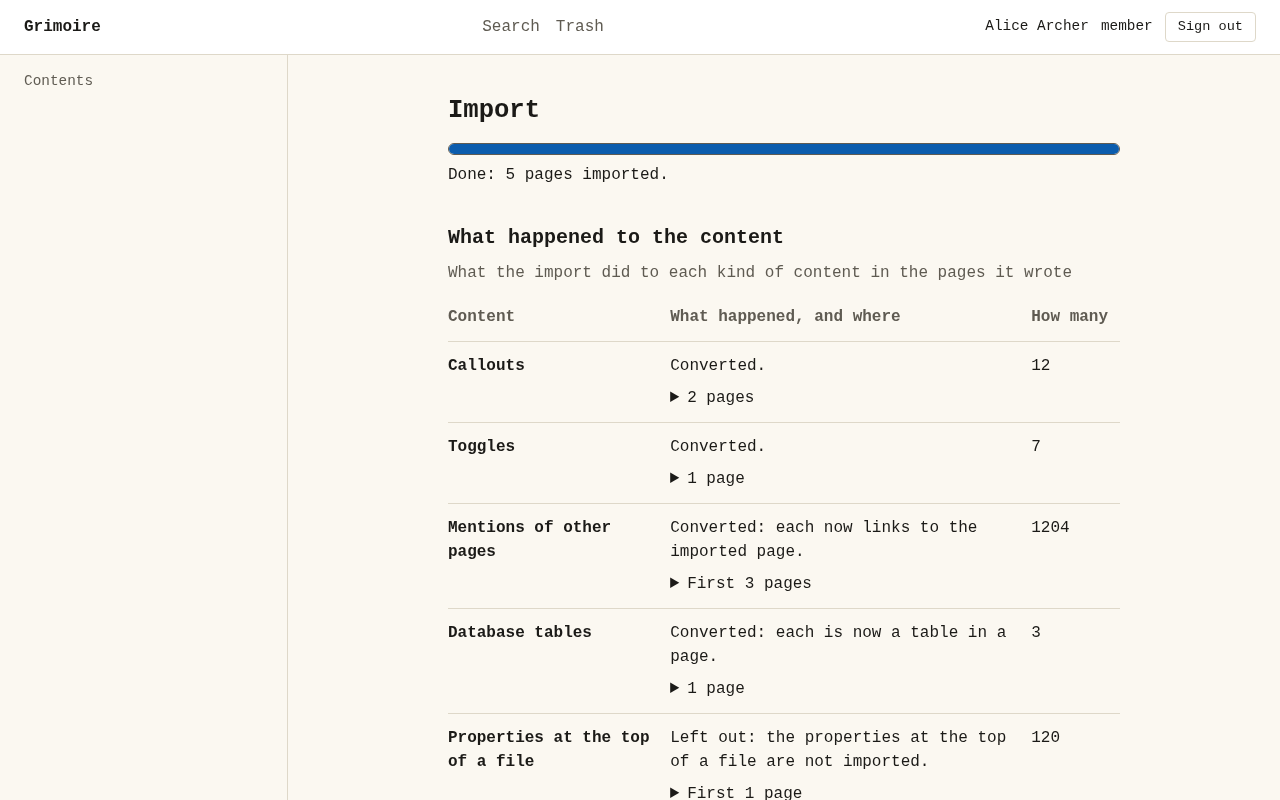 Grimoire
Search Trash
Alice Archer member Sign out
Contents
Import
Done: 5 pages imported.
What happened to the content
What the import did to each kind of content in the pages it wrote
Content What happened, and where How many
Callouts Converted. 12
2 pages
Toggles Converted. 7
1 page
Mentions of other Converted: each now links to the 1204
pages imported page.
First 3 pages
Database tables Converted: each is now a table in a 3
page.
1 page
Properties at the top Left out: the properties at the top 120
of a file of a file are not imported.
First 1 page